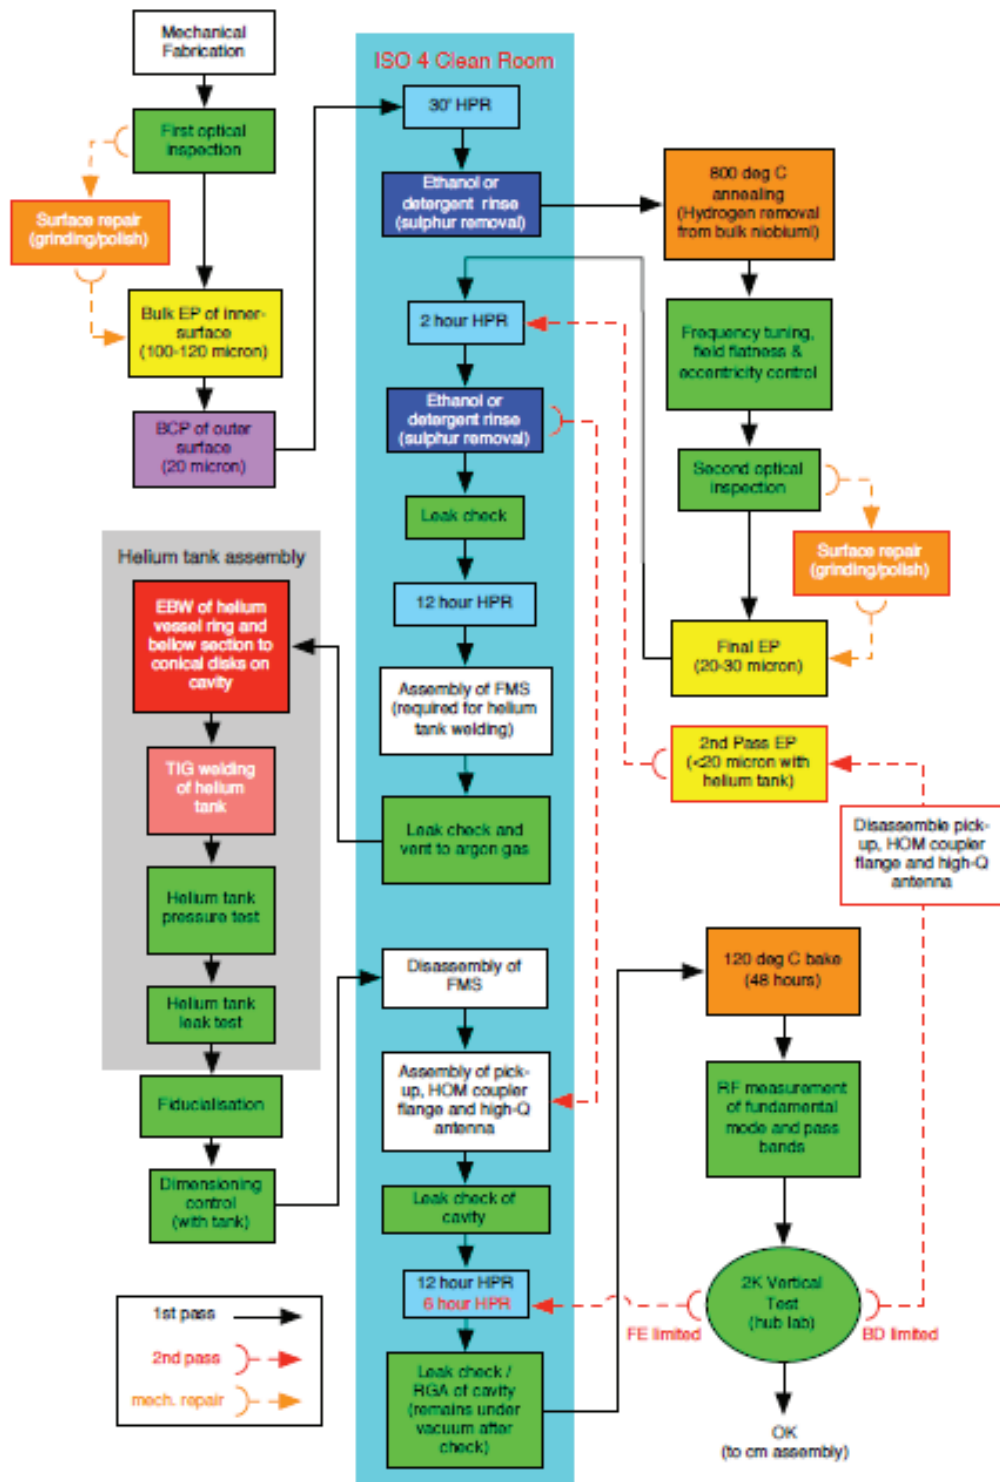 Mechanical
Fabrication
First optical
inspection
Surface repair
(grinding/polish)
Bulk EP of inner-
surface
(100-120 micron)
BCP of outer
surface
(20 micron)
ISO 4 Clean Room
30' HPR
Ethanol or
detergent rinse
(sulphur removal)
800 deg C
annealing
(Hydrogen removal
from bulk niobiuml)
Frequency tuning,
field flatness &
eccentricity control
Second optical
inspection
Surface repair
(grinding/polish)
Final EP
(20-30 micron)
2 hour HPR
Ethanol or
detergent rinse
(sulphur removal)
Leak check
12 hour HPR
Assembly of FMS
(required for helium
tank welding)
Leak check and
vent to argon gas
Helium tank assembly
EBW of helium
vessel ring and
bellow section to
conical disks on
cavity
TIG welding
of helium
tank
Helium tank
pressure test
Helium tank
leak test
Fiducialisation
Dimensioning
control
(with tank)
Disassembly of
FMS
Assembly of pick-
up, HOM coupler
flange and high-Q
antenna
Leak check of
cavity
12 hour HPR
6 hour HPR
Leak check /
RGA of cavity
(remains under
vacuum after
check)
2nd Pass EP
(<20 micron with
helium tank)
Disassemble pick-
up, HOM coupler
flange and high-Q
antenna
120 deg C bake
(48 hours)
RF measurement
of fundamental
mode and pass
bands
2K Vertical
Test
(hub lab)
FE limited
BD limited
OK
(to cm assembly)
1st pass
2nd pass
mech. repair